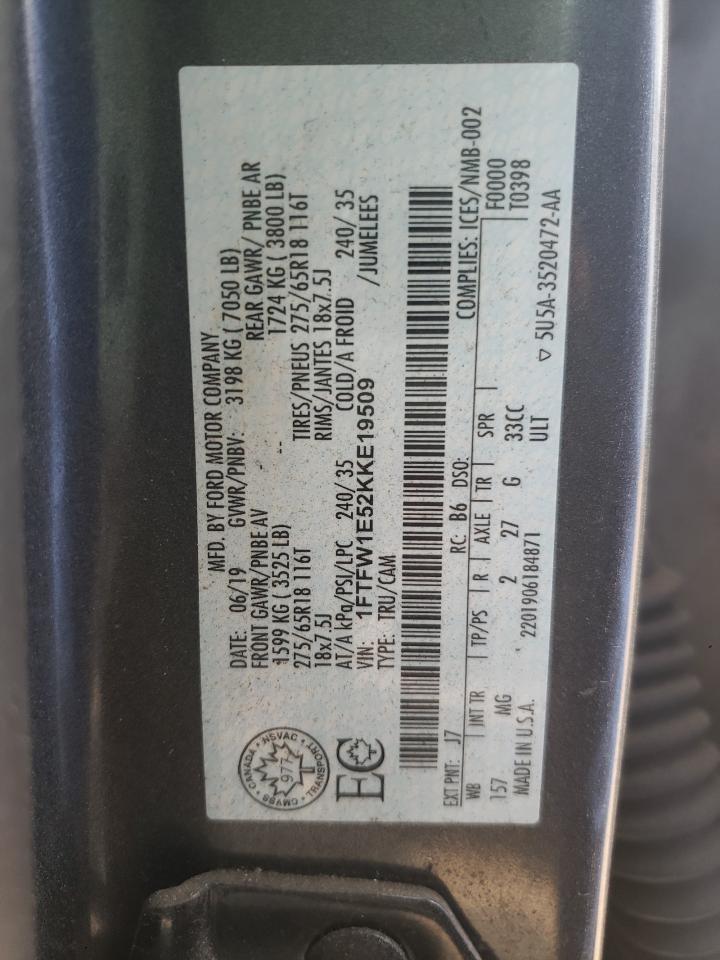 MFD. BY FORD MOTOR COMPANY
DATE: 06/19 GVWR/PNBV: 3198 KG ( 7050 LB)
FRONT GAWR/PNBE AV REAR GAWR/ PNBE AR
1599 KG ( 3525 LB) -- 1724 KG ( 3800 LB)
275/65R18 116T TIRES/PNEUS 275/65R18 116T
18x7.5J RIMS/JANTES 18x7.5J
AT/A kPa/PSI/LPC 240/ 35 COLD/A FROID 240/ 35
VIN: 1FTFW1E52KKE19509 /JUMELEES
TYPE: TRU/CAM
CANADA · NSVAC · TRANSPORT · CMVSS
977
EC
COMPLIES: ICES/NMB-002
EXT PNT: J7 RC: B6 DSO: F0000
WB INT TR TP/PS R AXLE TR SPR T0398
157 MG 2 27 G 33CC
ULT
MADE IN U.S.A. 2201906184871 ▽ 5U5A-3520472-AA